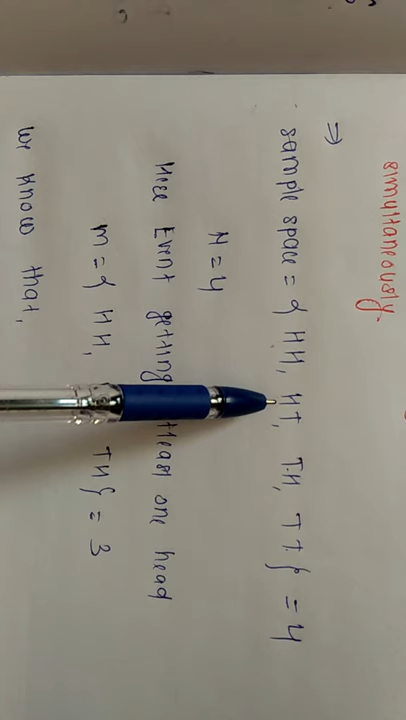 simultaneously.
⇒
sample space = { HH, HT, TH, TT } = 4
N = 4
Here Event getting one head
m = { HH, TH } = 3
we know that,